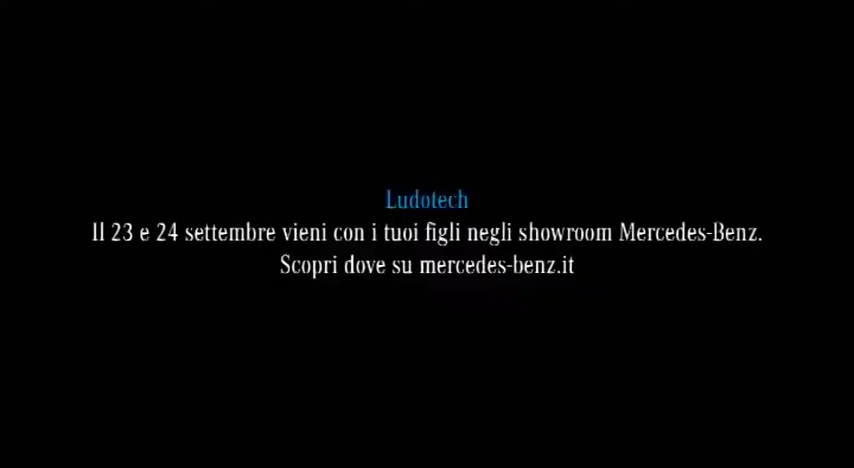 Ludotech
Il 23 e 24 settembre vieni con i tuoi figli negli showroom Mercedes-Benz.
Scopri dove su mercedes-benz.it